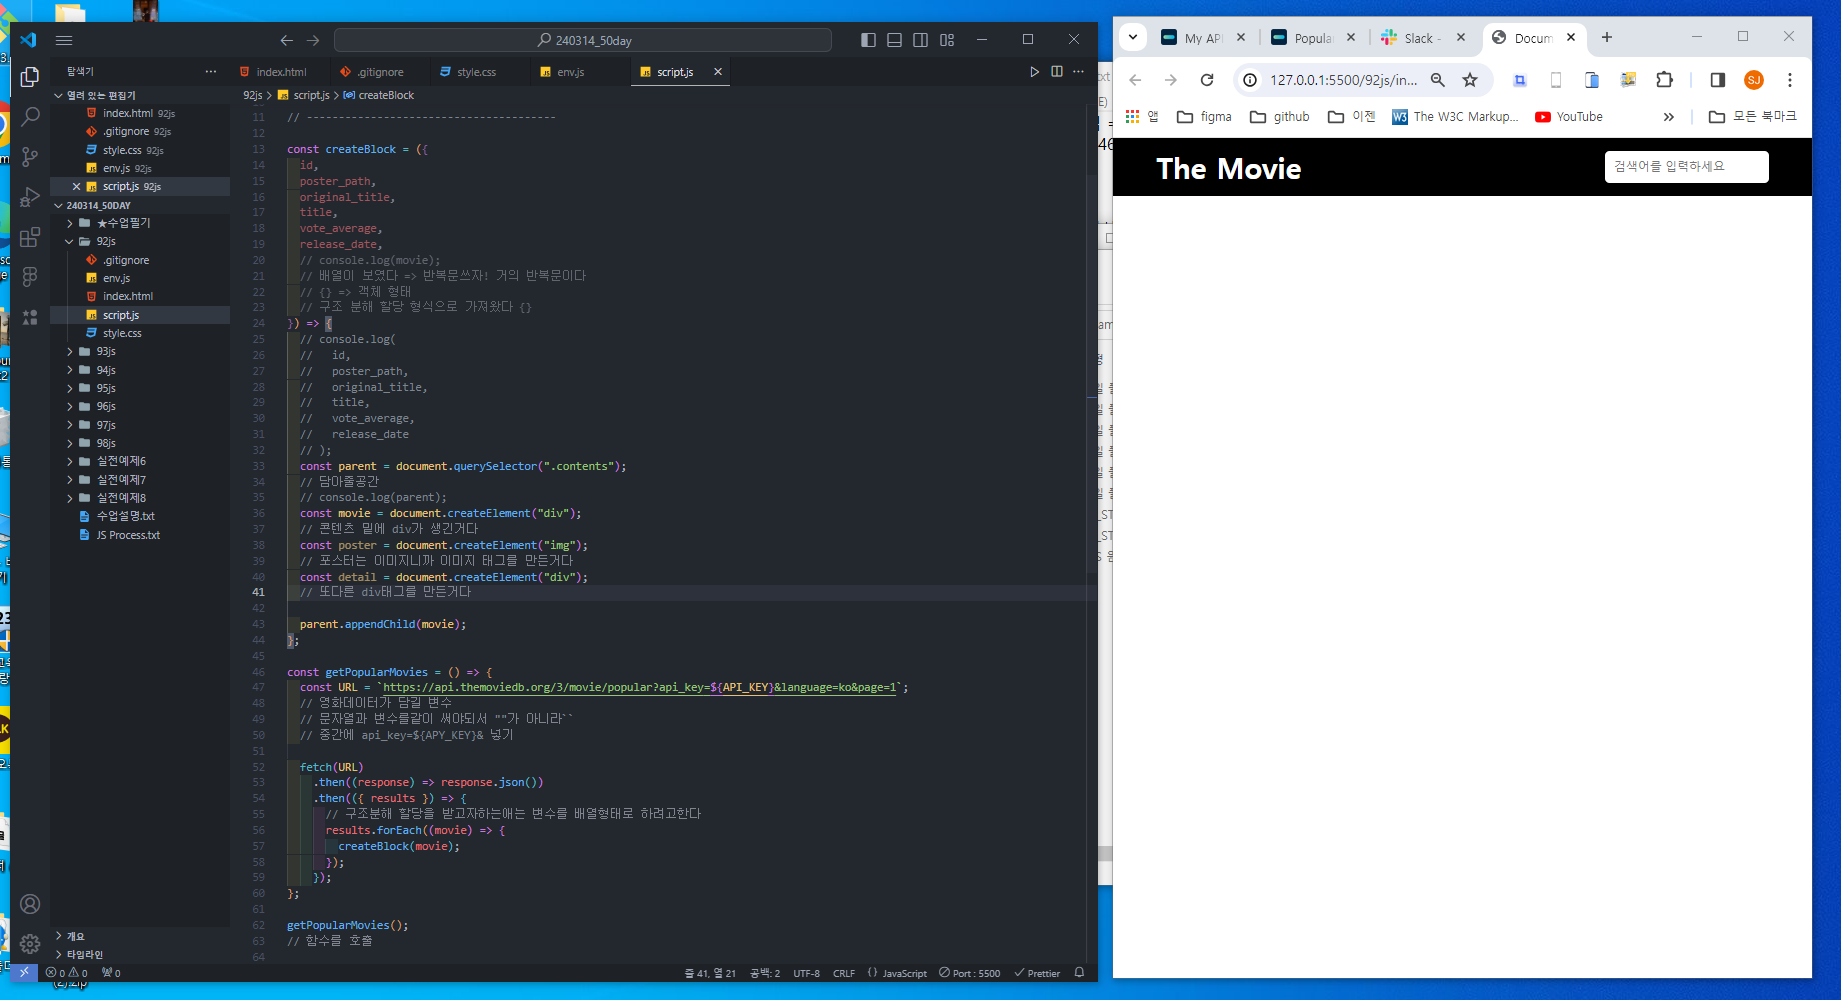 240314_50day
탐색기
index.html
.gitignore
style.css
env.js
script.js
92js > script.js > createBlock
열려 있는 편집기
index.html 92js
.gitignore 92js
style.css 92js
env.js 92js
script.js 92js
240314_50DAY
★수업필기
92js
.gitignore
env.js
index.html
script.js
style.css
93js
94js
95js
96js
97js
98js
실전예제6
실전예제7
실전예제8
수업설명.txt
JS Process.txt
개요
타임라인
11 // ---------------------------------------
12
13 const createBlock = ({
14 id,
15 poster_path,
16 original_title,
17 title,
18 vote_average,
19 release_date,
20 // console.log(movie);
21 // 배열이 보였다 => 반복문쓰자! 거의 반복문이다
22 // {} => 객체 형태
23 // 구조 분해 할당 형식으로 가져왔다 {}
24 }) => {
25 // console.log(
26 // id,
27 // poster_path,
28 // original_title,
29 // title,
30 // vote_average,
31 // release_date
32 // );
33 const parent = document.querySelector(".contents");
34 // 담아줄공간
35 // console.log(parent);
36 const movie = document.createElement("div");
37 // 콘텐츠 밑에 div가 생긴거다
38 const poster = document.createElement("img");
39 // 포스터는 이미지니까 이미지 태그를 만든거다
40 const detail = document.createElement("div");
41 // 또다른 div태그를 만든거다
42
43 parent.appendChild(movie);
44 };
45
46 const getPopularMovies = () => {
47 const URL = `https://api.themoviedb.org/3/movie/popular?api_key=${API_KEY}&language=ko&page=1`;
48 // 영화데이터가 담길 변수
49 // 문자열과 변수를같이 써야되서 ""가 아니라``
50 // 중간에 api_key=${APY_KEY}& 넣기
51
52 fetch(URL)
53 .then((response) => response.json())
54 .then(({ results }) => {
55 // 구조분해 할당을 받고자하는애는 변수를 배열형태로 하려고한다
56 results.forEach((movie) => {
57 createBlock(movie);
58 });
59 });
60 };
61
62 getPopularMovies();
63 // 함수를 호출
64
0 0 0
줄 41, 열 21 공백: 2 UTF-8 CRLF {} JavaScript Port : 5500 Prettier
(2).zip
My API
Popular
Slack -
Docum
127.0.0.1:5500/92js/in...
SJ
앱 figma github 이젠 The W3C Markup... YouTube » 모든 북마크
The Movie
검색어를 입력하세요